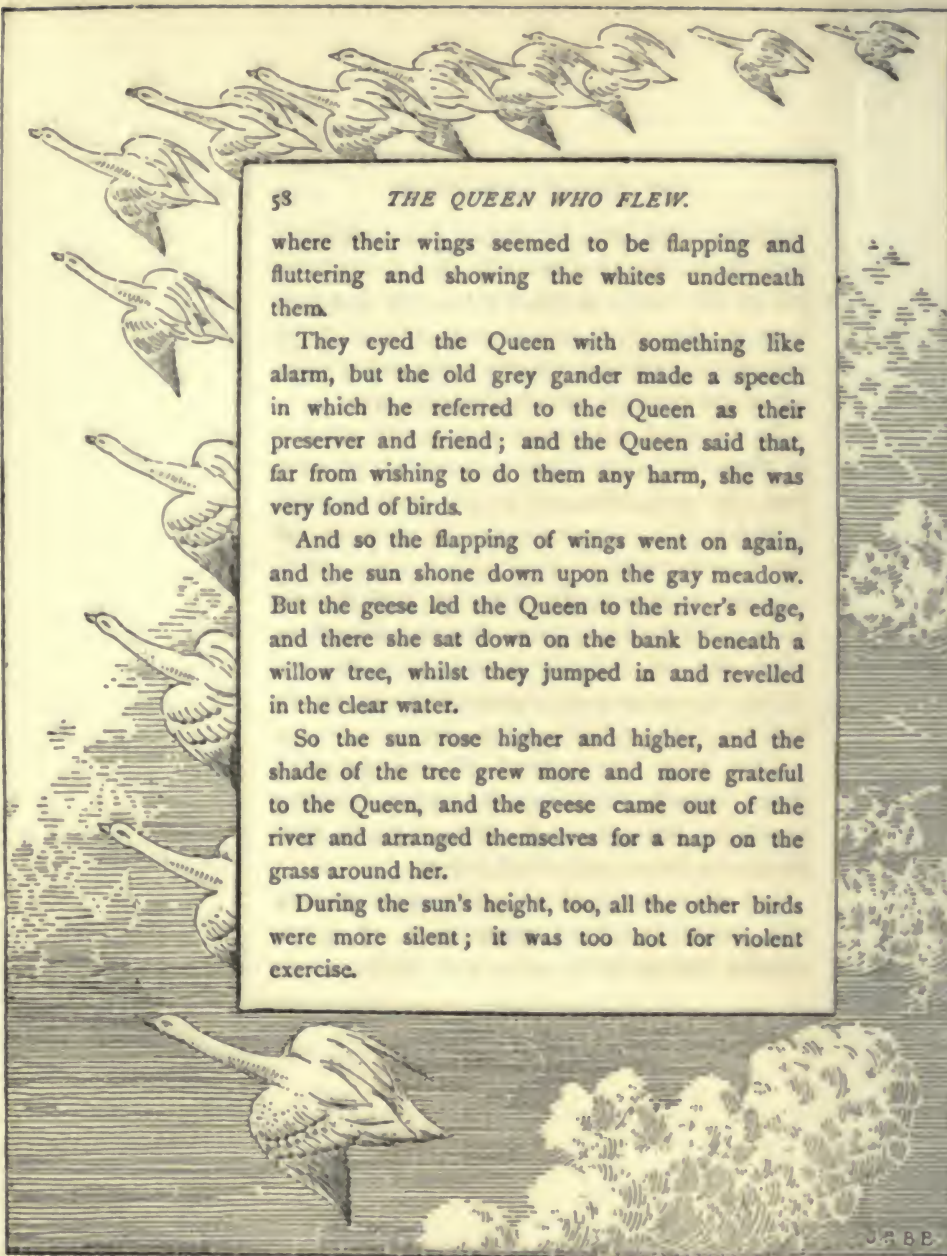 58 THE QUEEN WHO FLEW.
where their wings seemed to be flapping and
fluttering and showing the whites underneath
them.
They eyed the Queen with something like
alarm, but the old grey gander made a speech
in which he referred to the Queen as their
preserver and friend; and the Queen said that,
far from wishing to do them any harm, she was
very fond of birds.
And so the flapping of wings went on again,
and the sun shone down upon the gay meadow.
But the geese led the Queen to the river's edge,
and there she sat down on the bank beneath a
willow tree, whilst they jumped in and revelled
in the clear water.
So the sun rose higher and higher, and the
shade of the tree grew more and more grateful
to the Queen, and the geese came out of the
river and arranged themselves for a nap on the
grass around her.
During the sun's height, too, all the other birds
were more silent; it was too hot for violent
exercise.